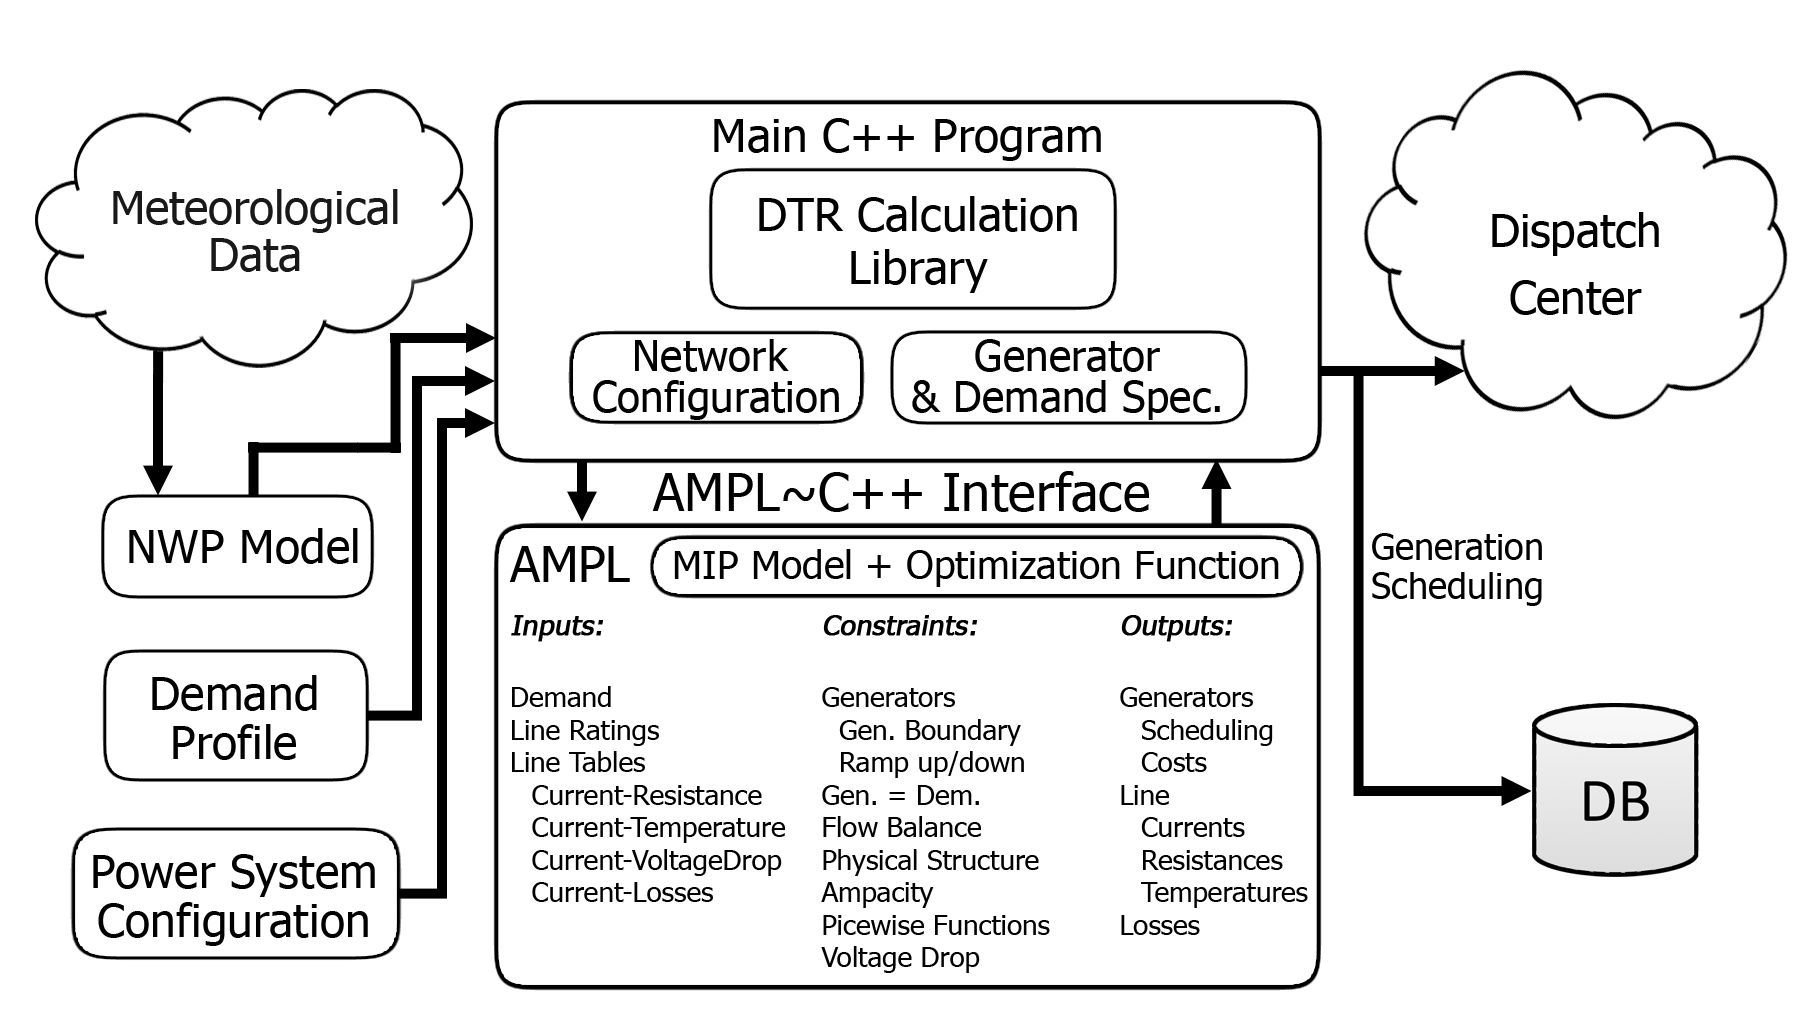 Meteorological
Data
NWP Model
Demand
Profile
Power System
Configuration
Main C++ Program
DTR Calculation
Library
Network
Configuration
Generator
& Demand Spec.
AMPL~C++ Interface
AMPL
MIP Model + Optimization Function
Inputs:
Demand
Line Ratings
Line Tables
Current-Resistance
Current-Temperature
Current-VoltageDrop
Current-Losses
Constraints:
Generators
Gen. Boundary
Ramp up/down
Gen. = Dem.
Flow Balance
Physical Structure
Ampacity
Picewise Functions
Voltage Drop
Outputs:
Generators
Scheduling
Costs
Line
Currents
Resistances
Temperatures
Losses
Dispatch
Center
Generation
Scheduling
DB